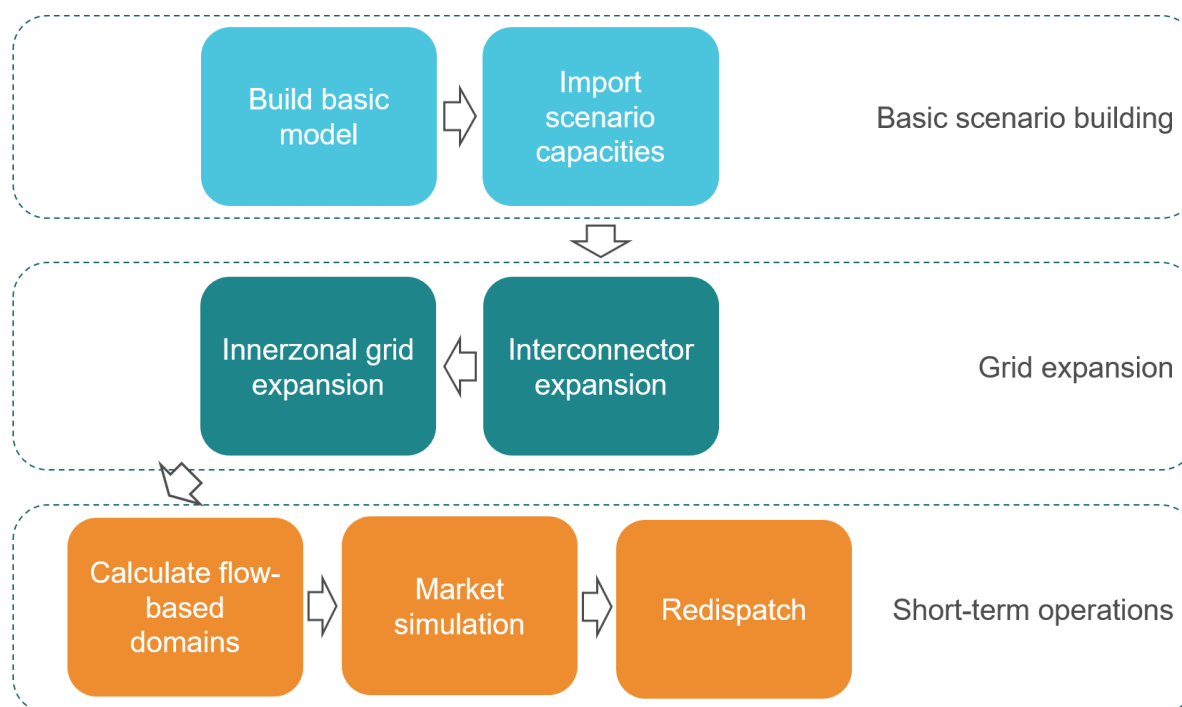 Build basic
model
Import
scenario
capacities
Basic scenario building
Innerzonal grid
expansion
Interconnector
expansion
Grid expansion
Calculate flow-
based
domains
Market
simulation
Redispatch
Short-term operations